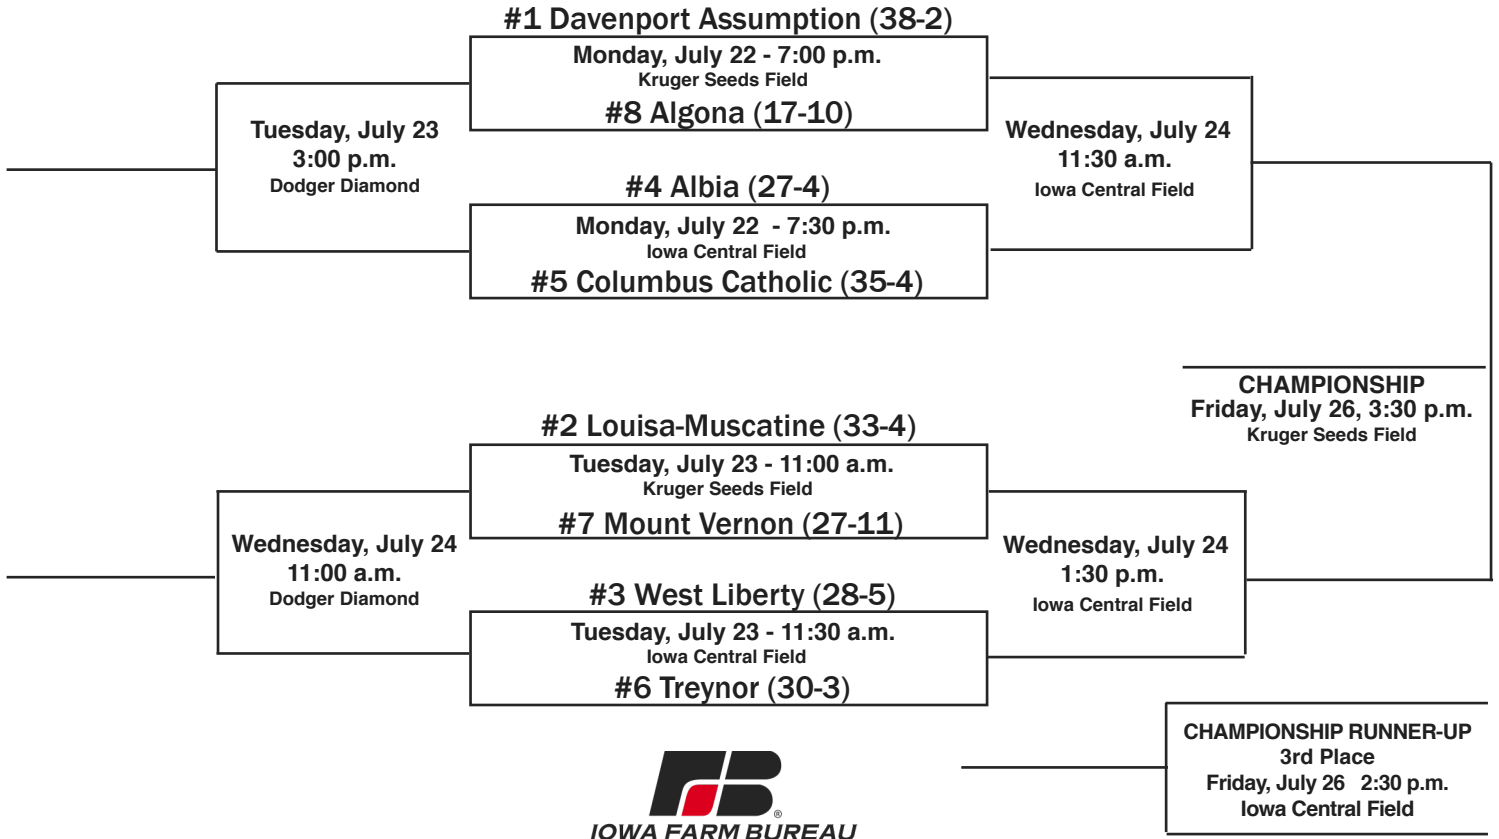 #1 Davenport Assumption (38-2)
Monday, July 22 - 7:00 p.m.
Kruger Seeds Field
#8 Algona (17-10)
Tuesday, July 23
3:00 p.m.
Dodger Diamond
Wednesday, July 24
11:30 a.m.
Iowa Central Field
#4 Albia (27-4)
Monday, July 22 - 7:30 p.m.
Iowa Central Field
#5 Columbus Catholic (35-4)
CHAMPIONSHIP
Friday, July 26, 3:30 p.m.
Kruger Seeds Field
#2 Louisa-Muscatine (33-4)
Tuesday, July 23 - 11:00 a.m.
Kruger Seeds Field
#7 Mount Vernon (27-11)
Wednesday, July 24
11:00 a.m.
Dodger Diamond
Wednesday, July 24
1:30 p.m.
Iowa Central Field
#3 West Liberty (28-5)
Tuesday, July 23 - 11:30 a.m.
Iowa Central Field
#6 Treynor (30-3)
CHAMPIONSHIP RUNNER-UP
3rd Place
Friday, July 26 2:30 p.m.
Iowa Central Field
FB®
IOWA FARM BUREAU